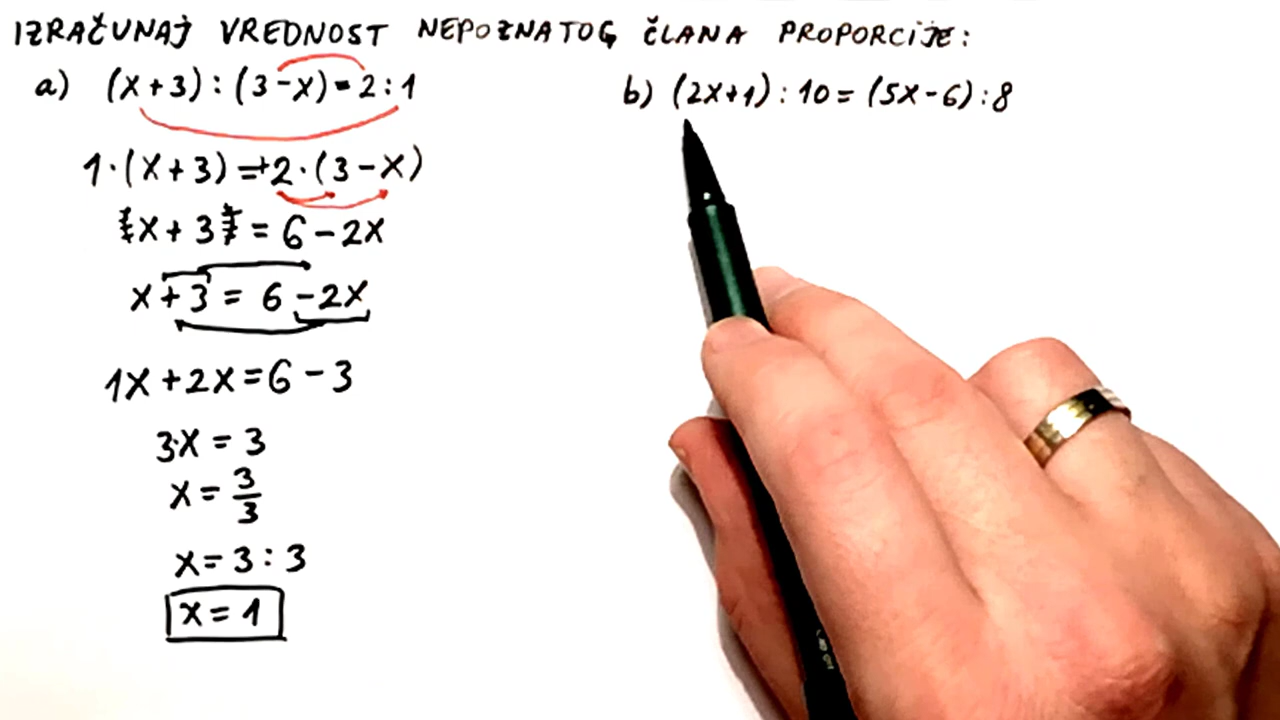 IZRAČUNAJ VREDNOST NEPOZNATOG ČLANA PROPORCIJE:
a) (x+3) : (3-x) = 2:1
1·(x+3) = +2·(3-x)
x+3 = 6-2x
x+3 = 6-2x
1x+2x=6-3
3·x = 3
x = 3/3
x = 3 : 3
x = 1
b) (2x+1) : 10 = (5x-6) : 8